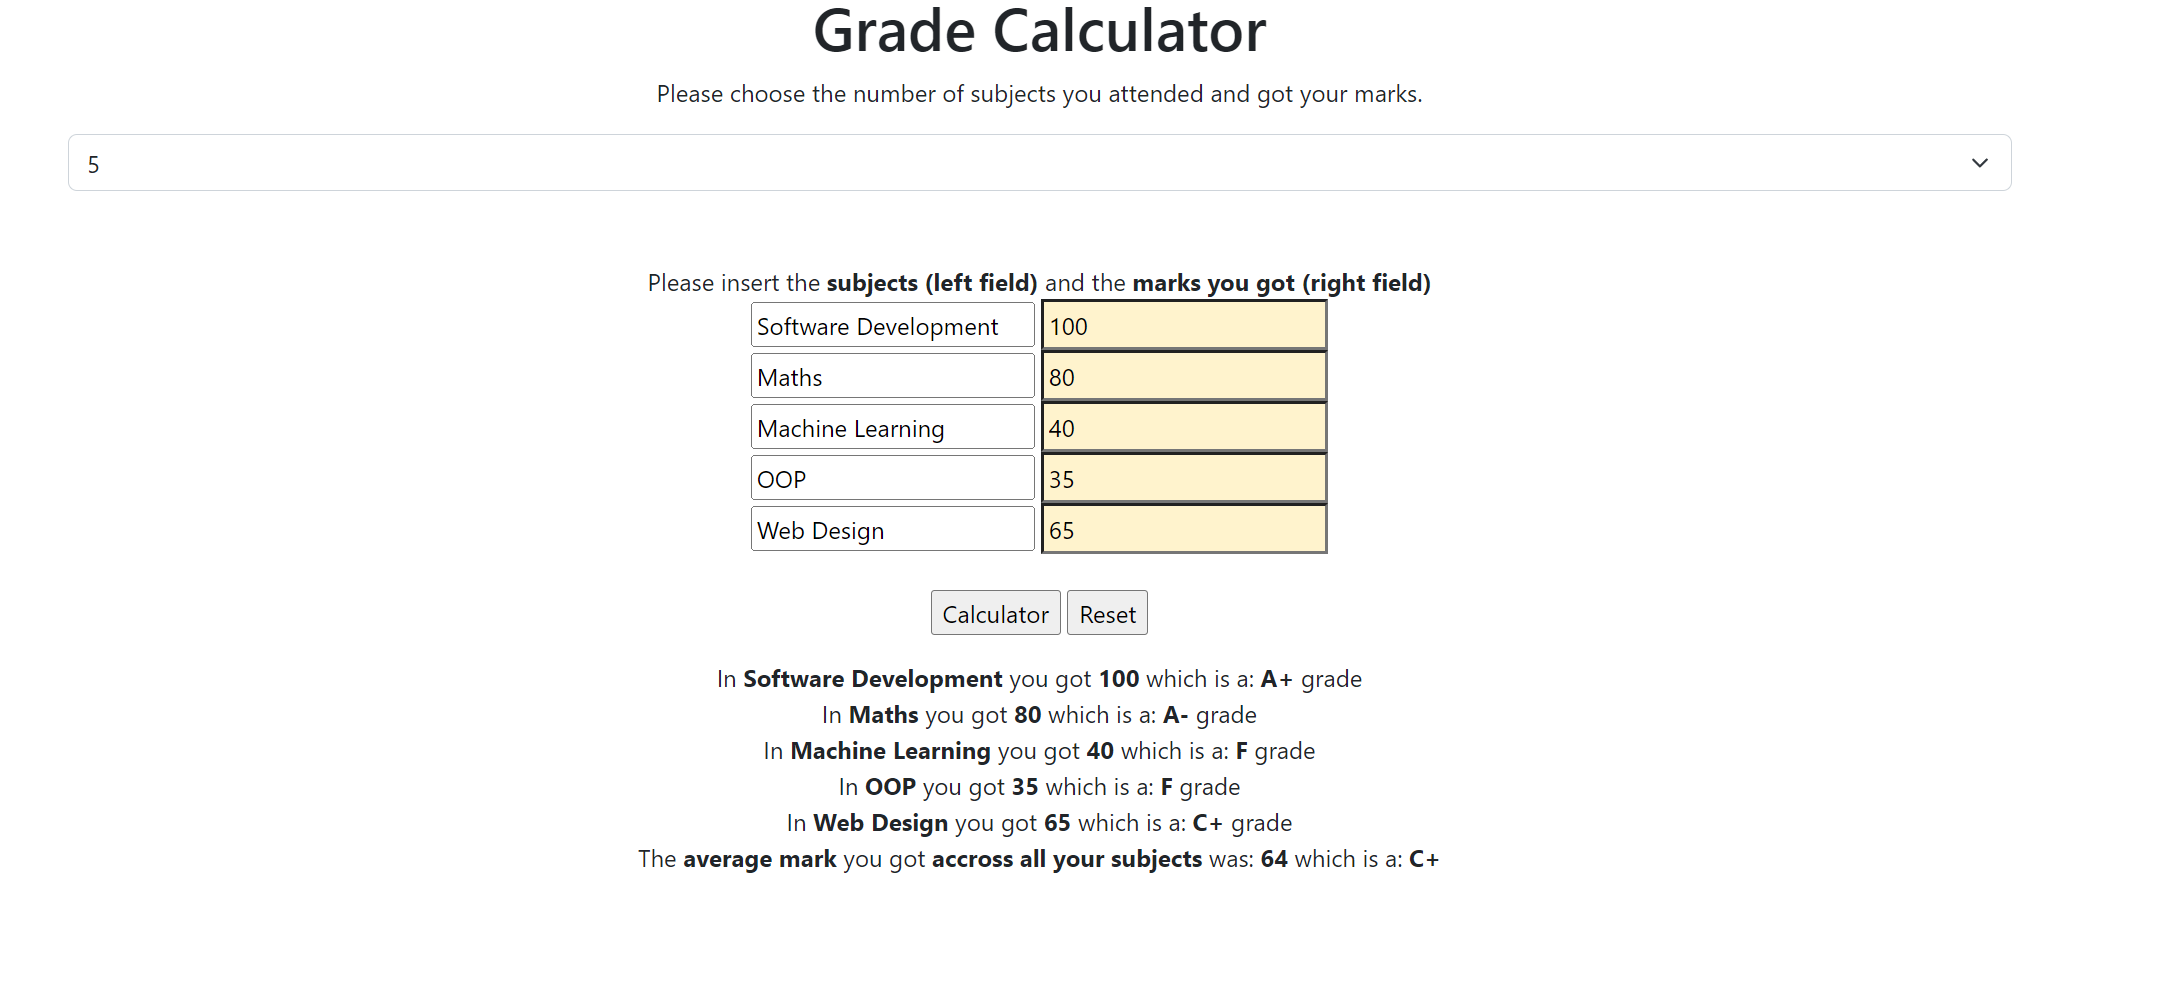 Grade Calculator
Please choose the number of subjects you attended and got your marks.
5
Please insert the subjects (left field) and the marks you got (right field)
Software Development 100
Maths 80
Machine Learning 40
OOP 35
Web Design 65
Calculator Reset
In Software Development you got 100 which is a: A+ grade
In Maths you got 80 which is a: A- grade
In Machine Learning you got 40 which is a: F grade
In OOP you got 35 which is a: F grade
In Web Design you got 65 which is a: C+ grade
The average mark you got accross all your subjects was: 64 which is a: C+